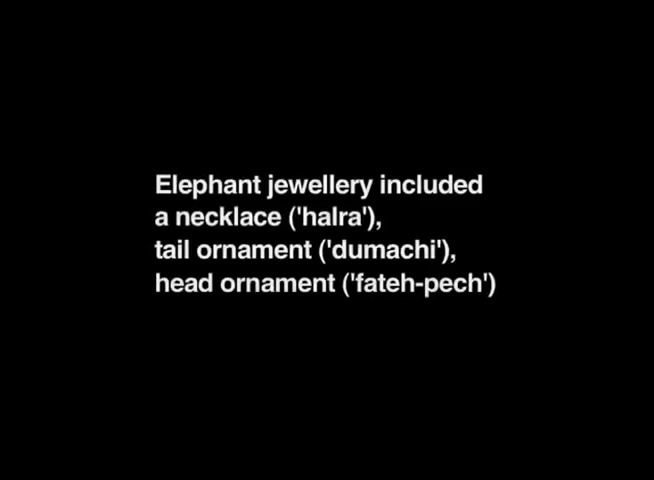 Elephant jewellery included
a necklace ('halra'),
tail ornament ('dumachi'),
head ornament ('fateh-pech')